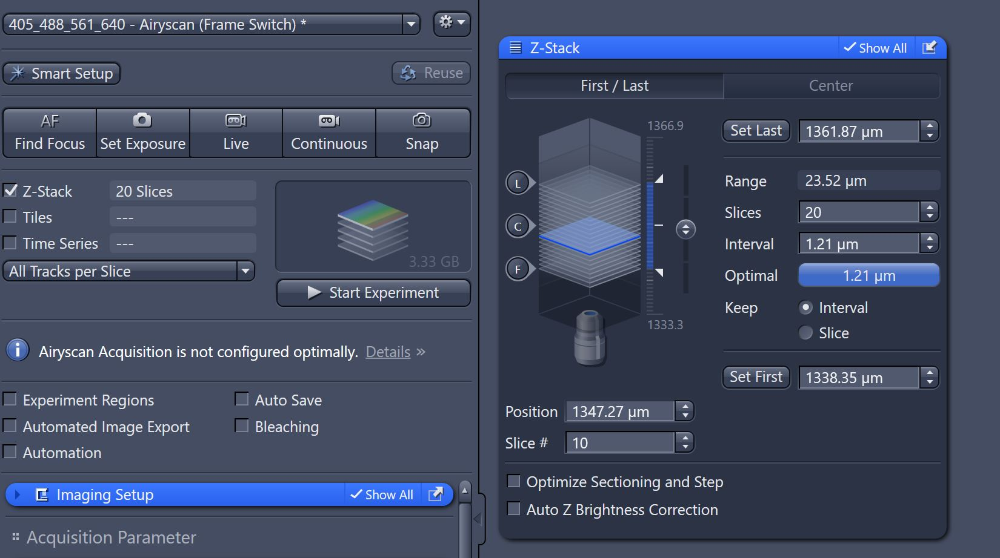 405_488_561_640 - Airyscan (Frame Switch) *
Smart Setup
Reuse
AF
Find Focus
Set Exposure
Live
Continuous
Snap
Z-Stack
20 Slices
Tiles
---
Time Series
---
All Tracks per Slice
3.33 GB
Start Experiment
Airyscan Acquisition is not configured optimally. Details »
Experiment Regions
Auto Save
Automated Image Export
Bleaching
Automation
Imaging Setup
Show All
Acquisition Parameter
Z-Stack
Show All
First / Last
Center
1366.9
L
C
F
1333.3
Set Last
1361.87 µm
Range
23.52 µm
Slices
20
Interval
1.21 µm
Optimal
1.21 µm
Keep
Interval
Slice
Set First
1338.35 µm
Position
1347.27 µm
Slice #
10
Optimize Sectioning and Step
Auto Z Brightness Correction